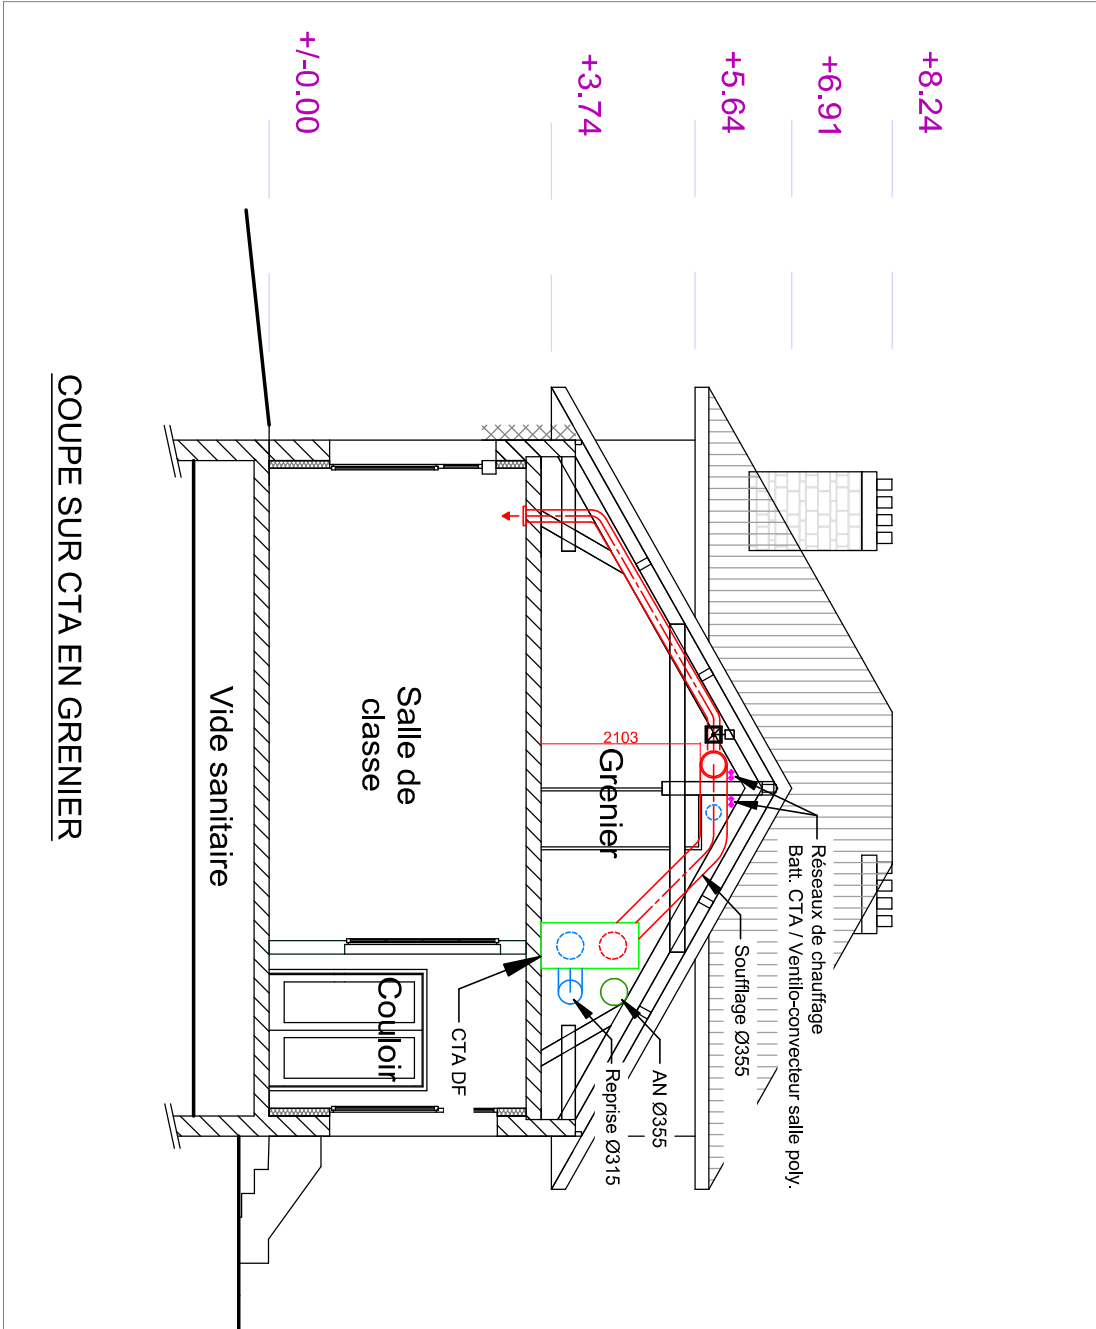 +8.24
+6.91
+5.64
+3.74
+/-0.00
Réseaux de chauffage
Batt. CTA / Ventilo-convecteur salle poly.
Soufflage Ø355
AN Ø355
Reprise Ø315
2103
Grenier
CTA DF
Salle de
classe
Couloir
Vide sanitaire
COUPE SUR CTA EN GRENIER